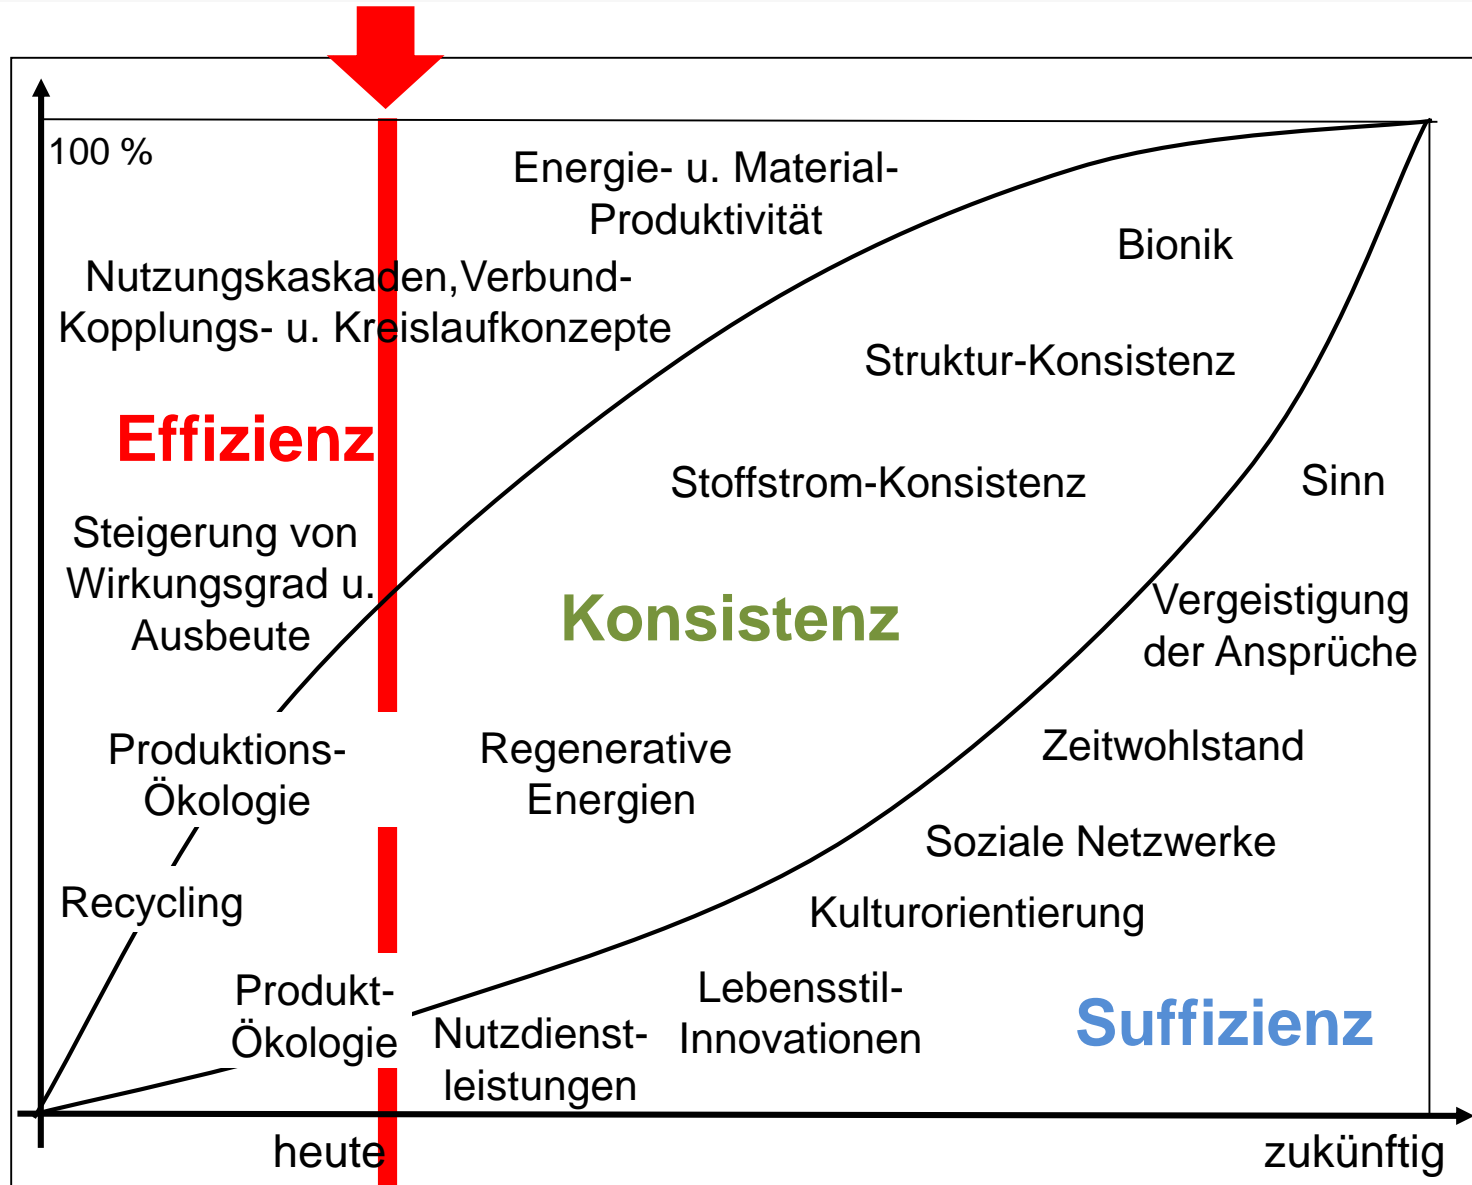 100 %
Energie- u. Material-
Produktivität
Bionik
Nutzungskaskaden,Verbund-
Kopplungs- u. Kreislaufkonzepte
Struktur-Konsistenz
Effizienz
Stoffstrom-Konsistenz
Sinn
Steigerung von
Wirkungsgrad u.
Ausbeute
Konsistenz
Vergeistigung
der Ansprüche
Produktions-
Ökologie
Regenerative
Energien
Zeitwohlstand
Soziale Netzwerke
Recycling
Kulturorientierung
Produkt-
Ökologie
Nutzdienst-
leistungen
Lebensstil-
Innovationen
Suffizienz
heute
zukünftig